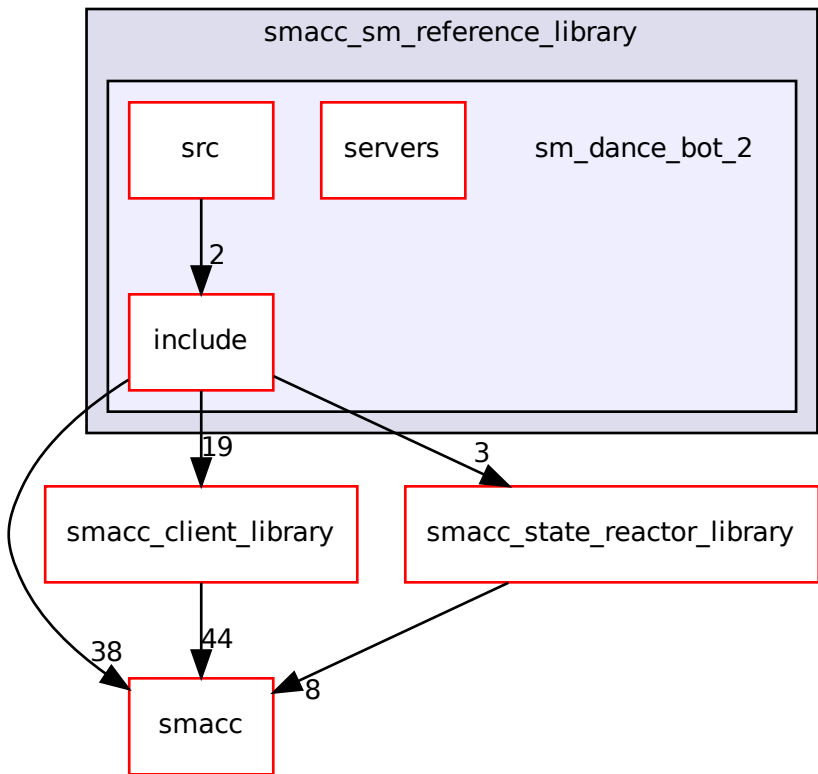 smacc_sm_reference_library
src
servers
sm_dance_bot_2
2
include
19
3
smacc_client_library
smacc_state_reactor_library
38
44
8
smacc